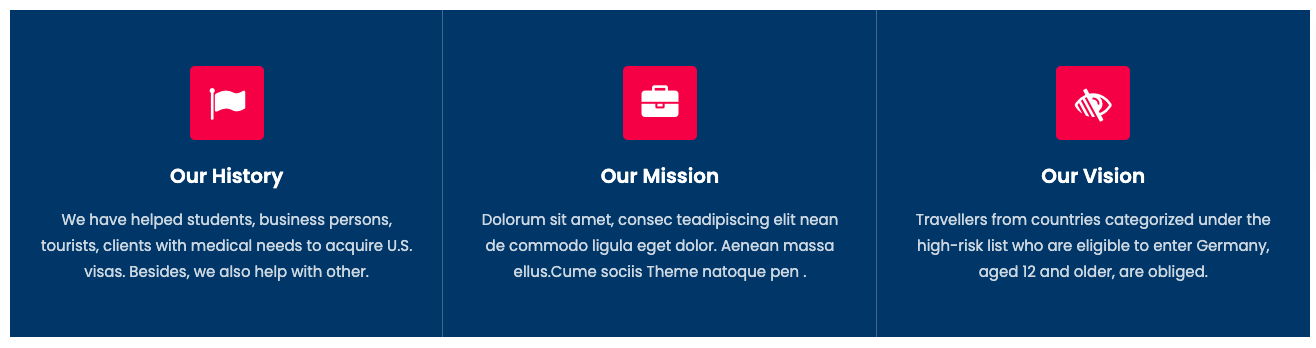 Our History
We have helped students, business persons,
tourists, clients with medical needs to acquire U.S.
visas. Besides, we also help with other.
Our Mission
Dolorum sit amet, consec teadipiscing elit nean
de commodo ligula eget dolor. Aenean massa
ellus.Cume sociis Theme natoque pen .
Our Vision
Travellers from countries categorized under the
high-risk list who are eligible to enter Germany,
aged 12 and older, are obliged.